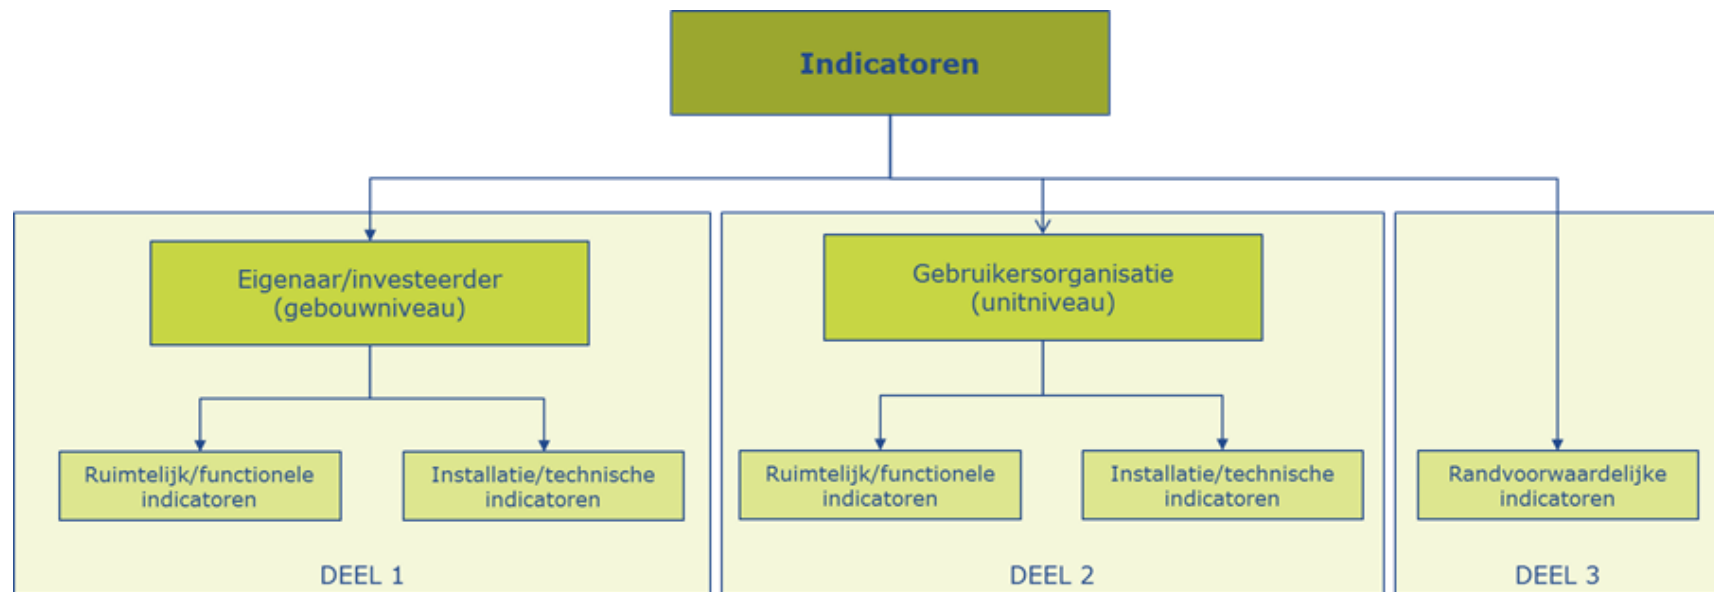 Indicatoren
Eigenaar/investeerder
(gebouwniveau)
Gebruikersorganisatie
(unitniveau)
Ruimtelijk/functionele
indicatoren
Installatie/technische
indicatoren
Ruimtelijk/functionele
indicatoren
Installatie/technische
indicatoren
Randvoorwaardelijke
indicatoren
DEEL 1
DEEL 2
DEEL 3